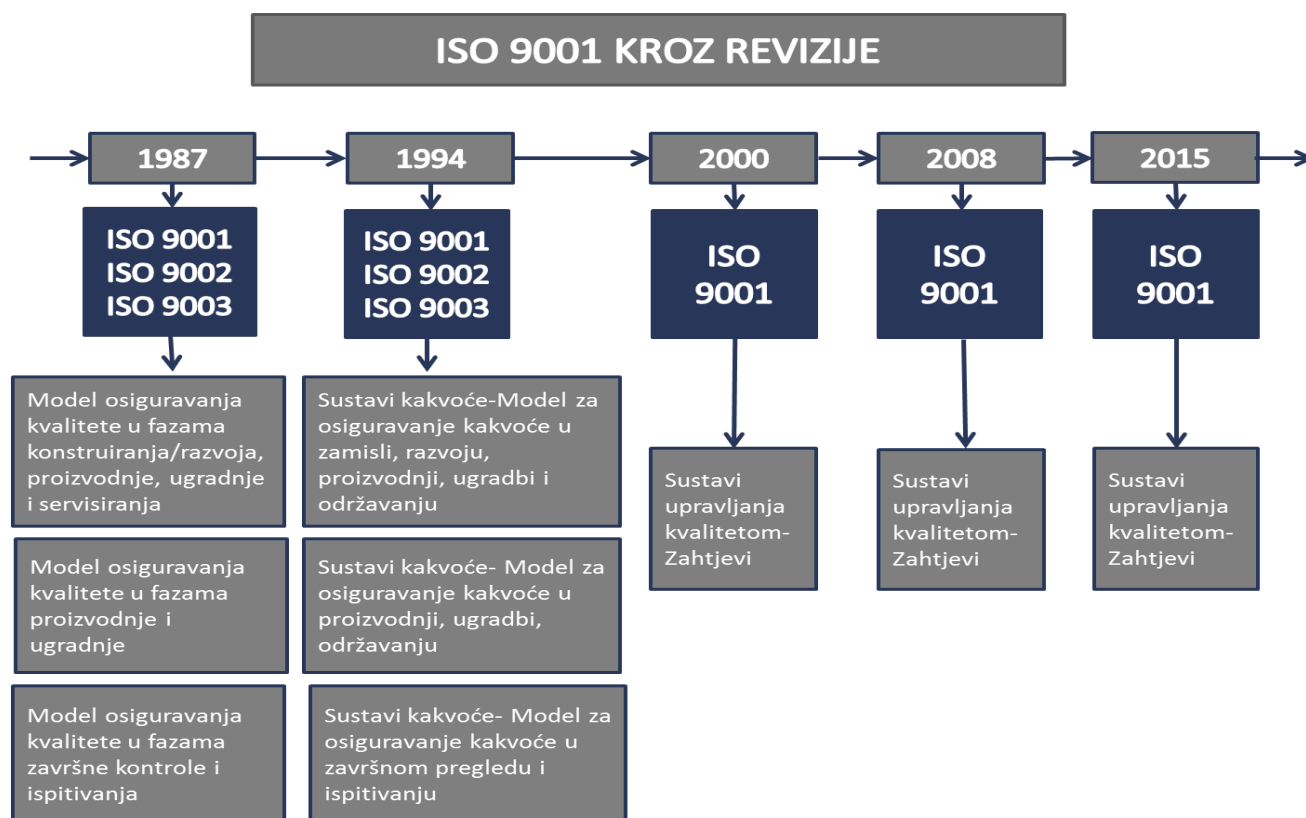 ISO 9001 KROZ REVIZIJE
1987
1994
2000
2008
2015
ISO 9001
ISO 9002
ISO 9003
ISO 9001
ISO 9002
ISO 9003
ISO
9001
ISO
9001
ISO
9001
Model osiguravanja
kvalitete u fazama
konstruiranja/razvoja,
proizvodnje, ugradnje
i servisiranja
Sustavi kakvoće-Model za
osiguravanje kakvoće u
zamisli, razvoju,
proizvodnji, ugradbi i
održavanju
Sustavi
upravljanja
kvalitetom-
Zahtjevi
Sustavi
upravljanja
kvalitetom-
Zahtjevi
Sustavi
upravljanja
kvalitetom-
Zahtjevi
Model osiguravanja
kvalitete u fazama
proizvodnje i
ugradnje
Sustavi kakvoće- Model za
osiguravanje kakvoće u
proizvodnji, ugradbi,
održavanju
Model osiguravanja
kvalitete u fazama
završne kontrole i
ispitivanja
Sustavi kakvoće- Model za
osiguravanje kakvoće u
završnom pregledu i
ispitivanju